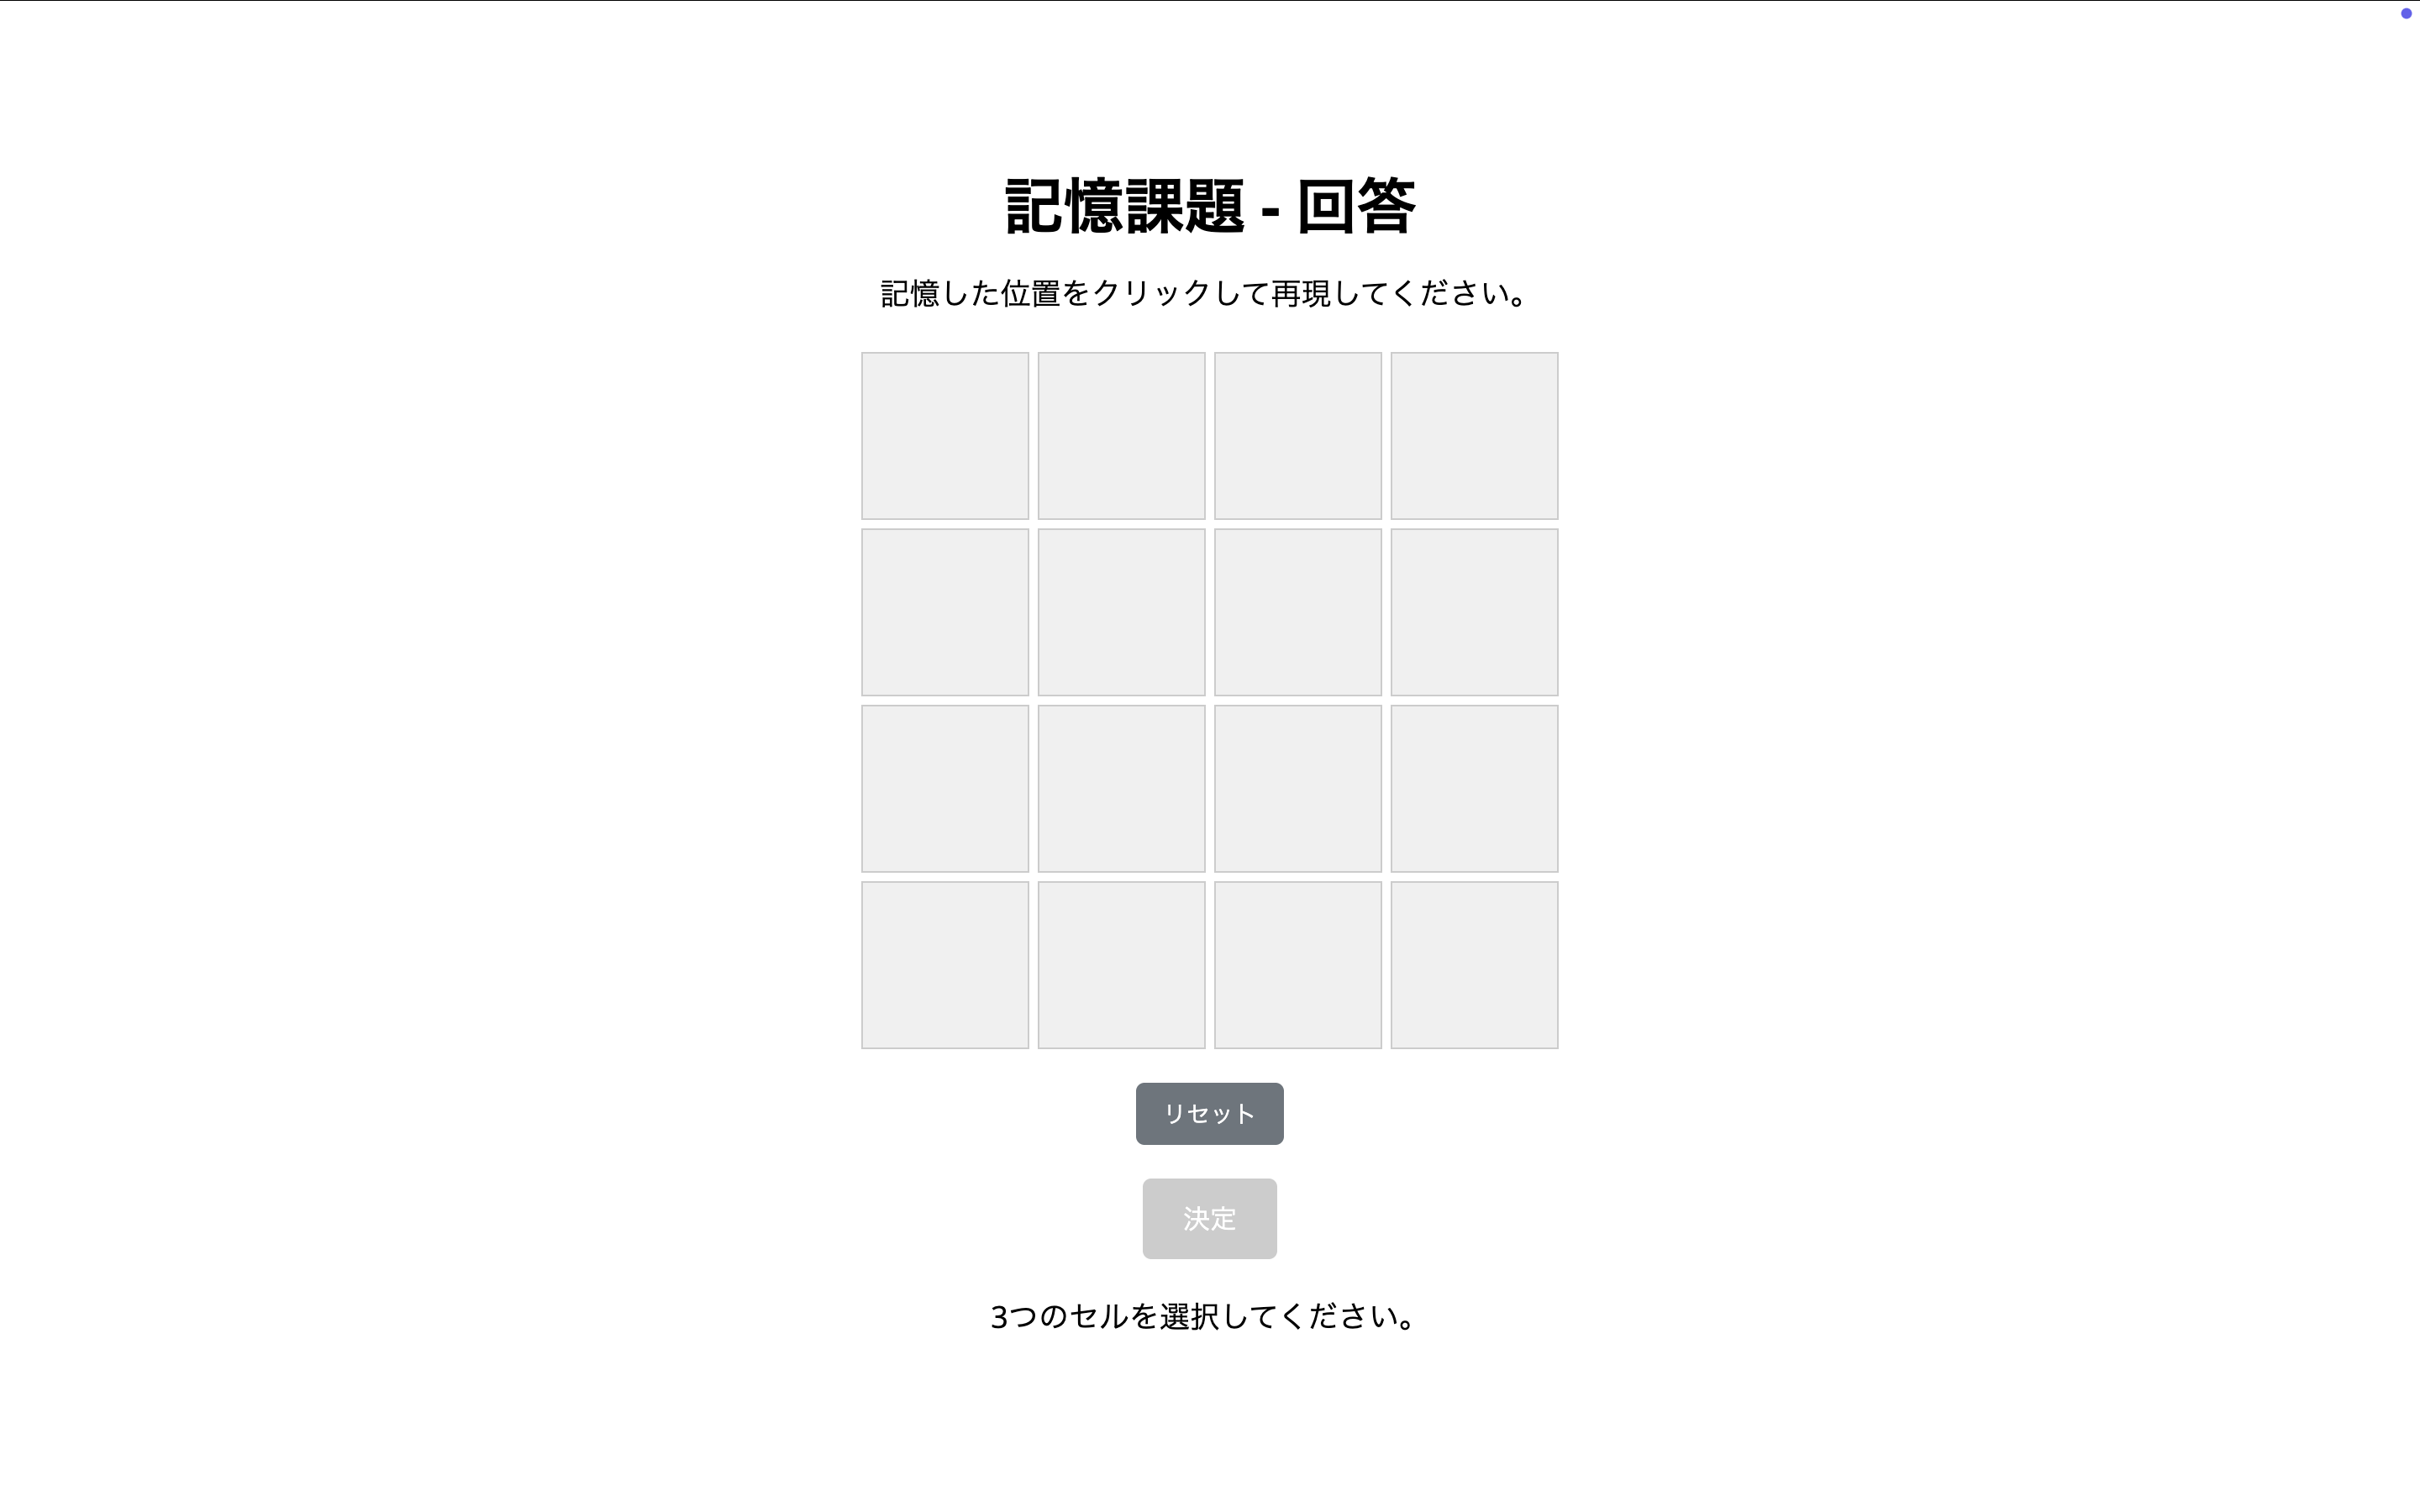 記憶課題 - 回答
記憶した位置をクリックして再現してください。
リセット
決定
3つのセルを選択してください。